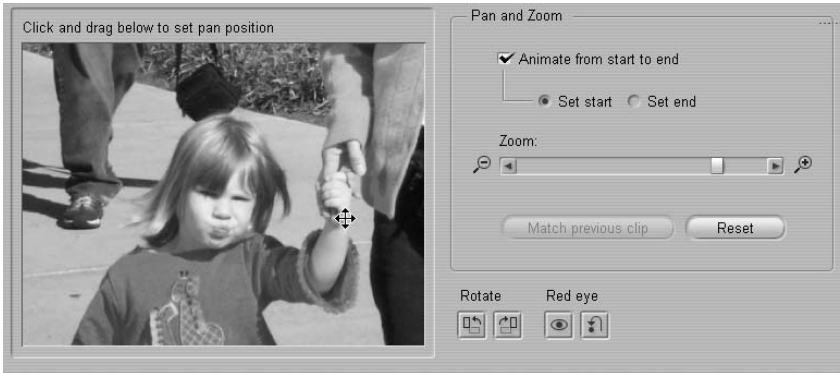 Click and drag below to set pan position
Pan and Zoom
Animate from start to end
Set start Set end
Zoom:
Match previous clip Reset
Rotate Red eye